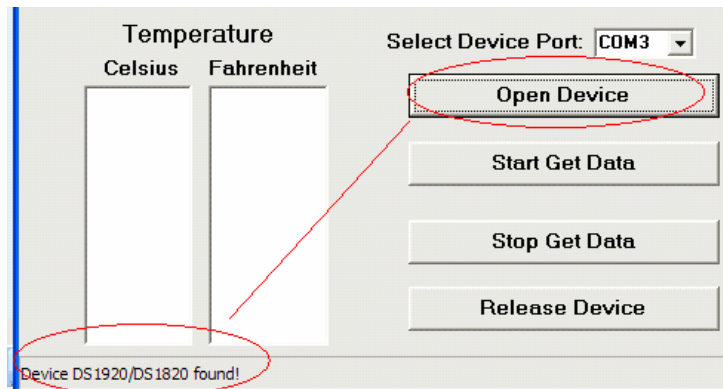 Temperature
Celsius Fahrenheit
Select Device Port: COM3
Open Device
Start Get Data
Stop Get Data
Release Device
Device DS1920/DS1820 found!